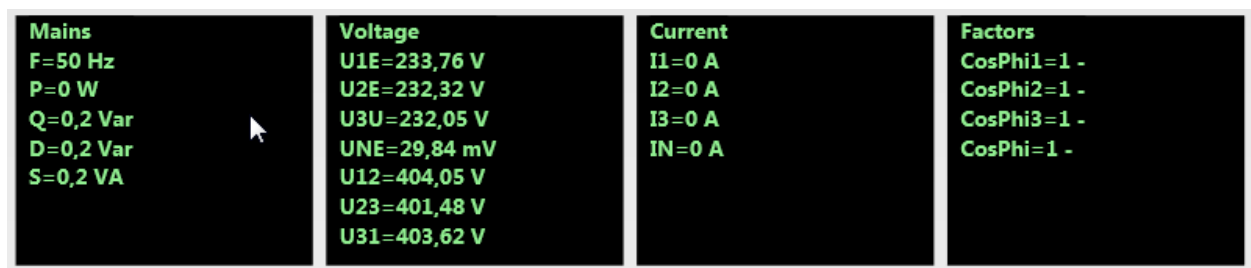 Mains
F=50 Hz
P=0 W
Q=0,2 Var
D=0,2 Var
S=0,2 VA
Voltage
U1E=233,76 V
U2E=232,32 V
U3U=232,05 V
UNE=29,84 mV
U12=404,05 V
U23=401,48 V
U31=403,62 V
Current
I1=0 A
I2=0 A
I3=0 A
IN=0 A
Factors
CosPhi1=1 -
CosPhi2=1 -
CosPhi3=1 -
CosPhi=1 -